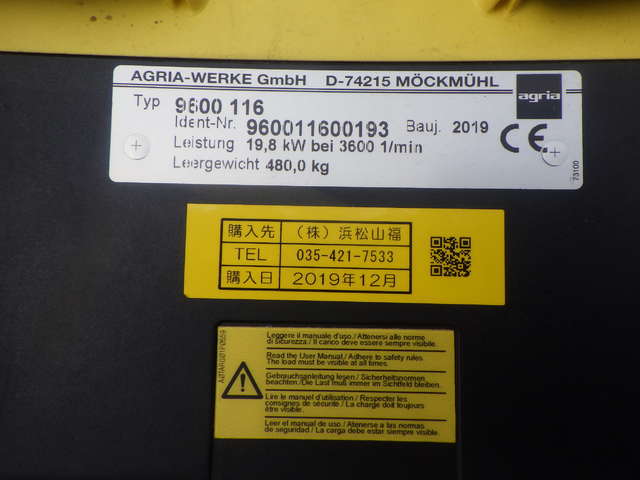 AGRIA-WERKE GmbH D-74215 MÖCKMÜHL
agria
Typ 9600 116
Ident-Nr. 960011600193 Bauj. 2019
Leistung 19,8 kW bei 3600 1/min
Leergewicht 480,0 kg
CE
73100
購入先 (株)浜松山福
TEL 035-421-7533
購入日 2019年12月
Leggere il manuale d'uso / Attenersi alle norme
di sicurezza./ Il carico deve essere sempre visibile.
Read the User Manual / Adhere to safety rules.
The load must be visible at all times.
Gebrauchsanleitung lesen / Sicherheitsnormen
beachten./Die Last muß immer im Sichtfeld bleiben.
Lire le manuel d'utilisation / Respecter les
consignes de sécurité / La charge doit toujours
être visible.
Leer el manual de uso / Atenerse a las normas
de seguridad / La carga debe estar siempre visible.